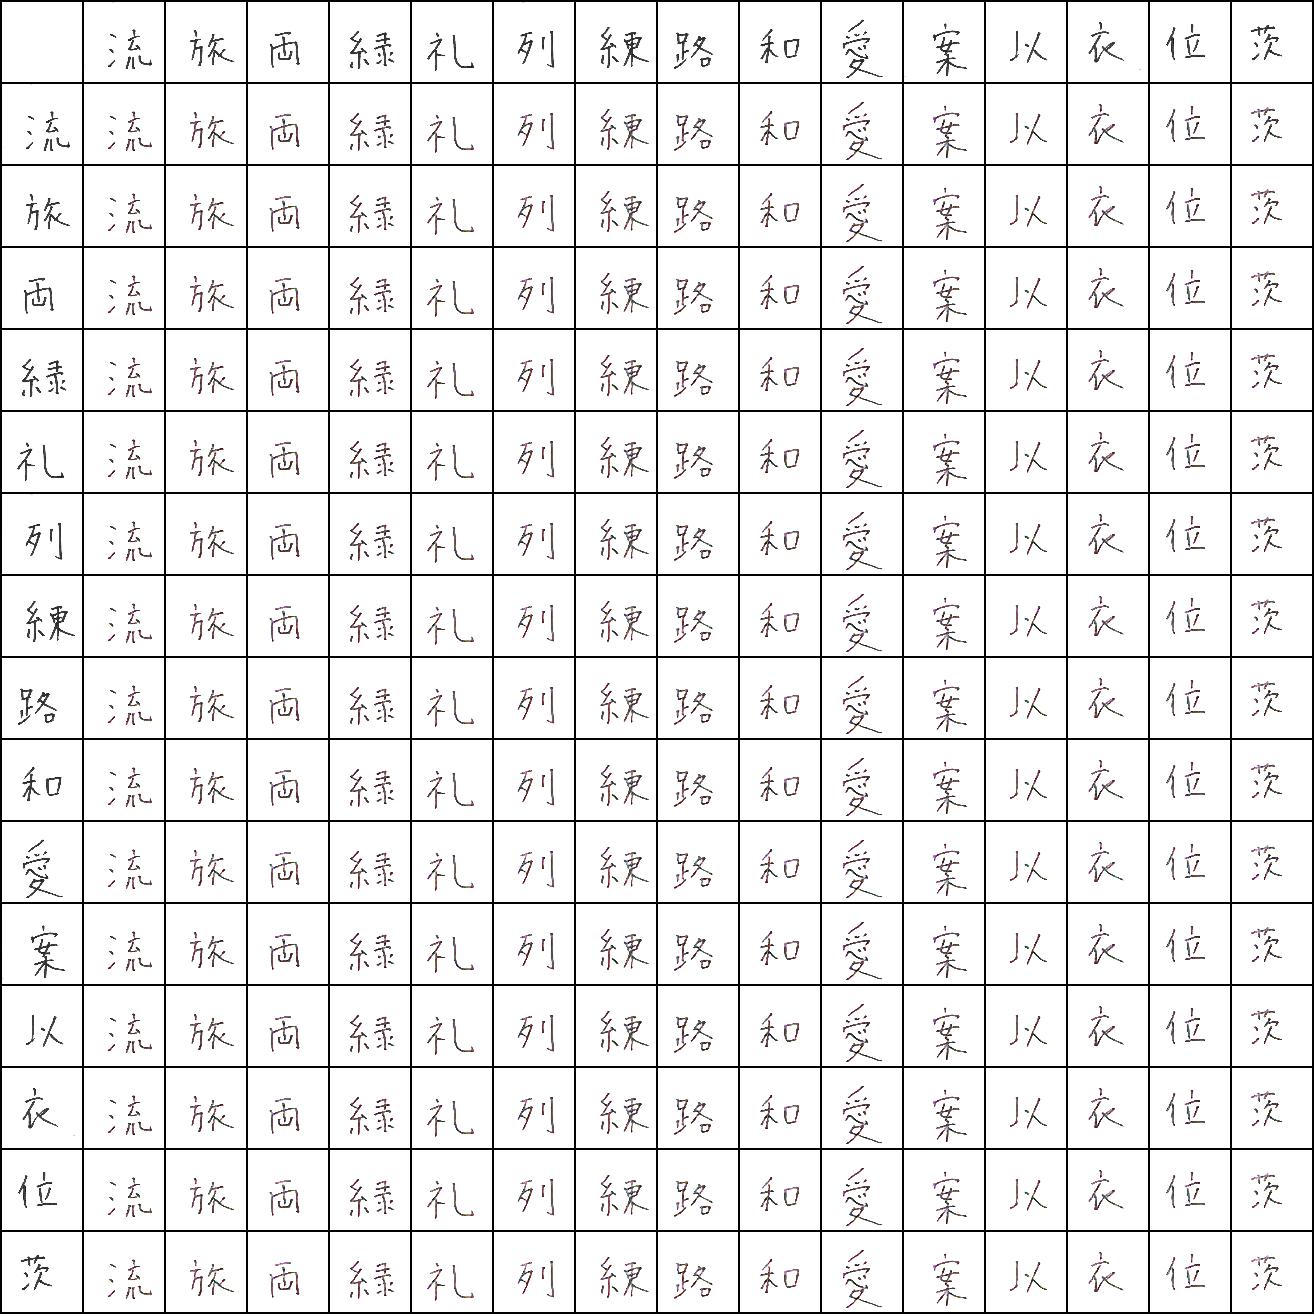 流 旅 両 緑 礼 列 練 路 和 愛 案 以 衣 位 茨
流 流 旅 両 緑 礼 列 練 路 和 愛 案 以 衣 位 茨
旅 流 旅 両 緑 礼 列 練 路 和 愛 案 以 衣 位 茨
両 流 旅 両 緑 礼 列 練 路 和 愛 案 以 衣 位 茨
緑 流 旅 両 緑 礼 列 練 路 和 愛 案 以 衣 位 茨
礼 流 旅 両 緑 礼 列 練 路 和 愛 案 以 衣 位 茨
列 流 旅 両 緑 礼 列 練 路 和 愛 案 以 衣 位 茨
練 流 旅 両 緑 礼 列 練 路 和 愛 案 以 衣 位 茨
路 流 旅 両 緑 礼 列 練 路 和 愛 案 以 衣 位 茨
和 流 旅 両 緑 礼 列 練 路 和 愛 案 以 衣 位 茨
愛 流 旅 両 緑 礼 列 練 路 和 愛 案 以 衣 位 茨
案 流 旅 両 緑 礼 列 練 路 和 愛 案 以 衣 位 茨
以 流 旅 両 緑 礼 列 練 路 和 愛 案 以 衣 位 茨
衣 流 旅 両 緑 礼 列 練 路 和 愛 案 以 衣 位 茨
位 流 旅 両 緑 礼 列 練 路 和 愛 案 以 衣 位 茨
茨 流 旅 両 緑 礼 列 練 路 和 愛 案 以 衣 位 茨